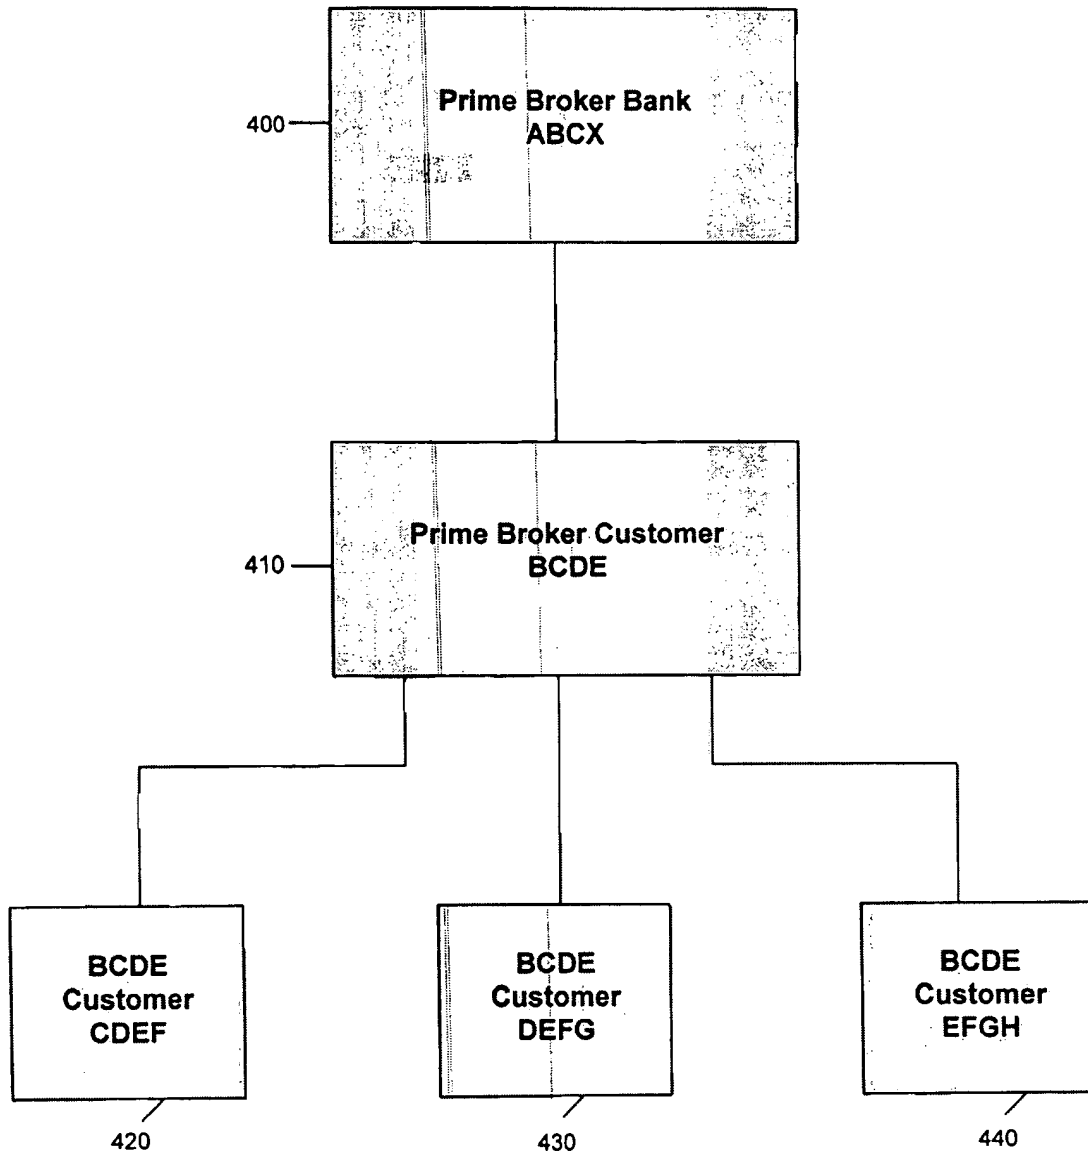 Prime Broker Bank
ABCX
400
Prime Broker Customer
BCDE
410
BCDE
Customer
CDEF
BCDE
Customer
DEFG
BCDE
Customer
EFGH
420
430
440